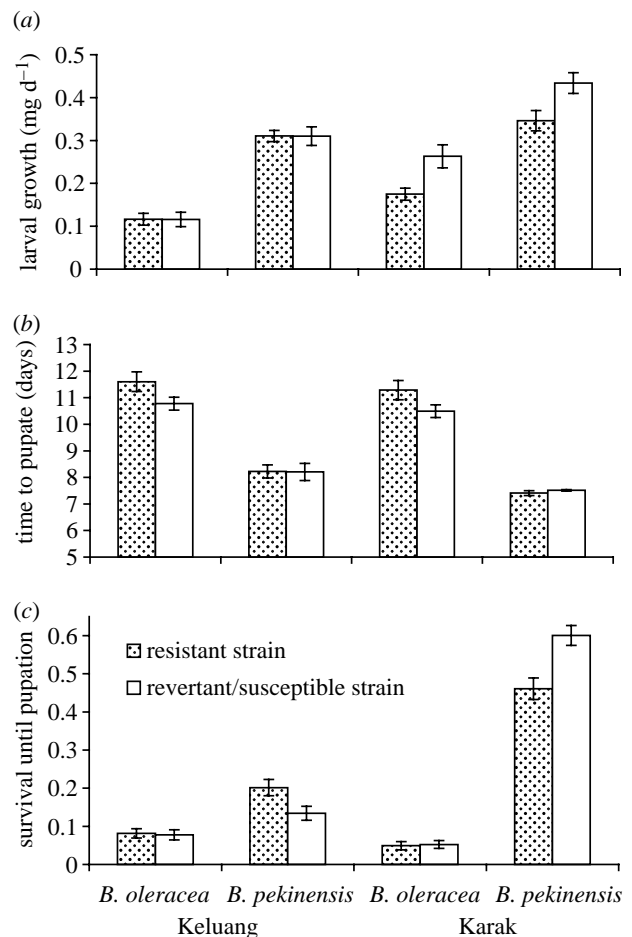 (a)
larval growth (mg d⁻¹)
0.5
0.4
0.3
0.2
0.1
0
(b)
time to pupate (days)
13
12
11
10
9
8
7
6
5
(c)
survival until pupation
0.6
0.5
0.4
0.3
0.2
0.1
0
resistant strain
revertant/susceptible strain
B. oleracea B. pekinensis B. oleracea B. pekinensis
Keluang Karak